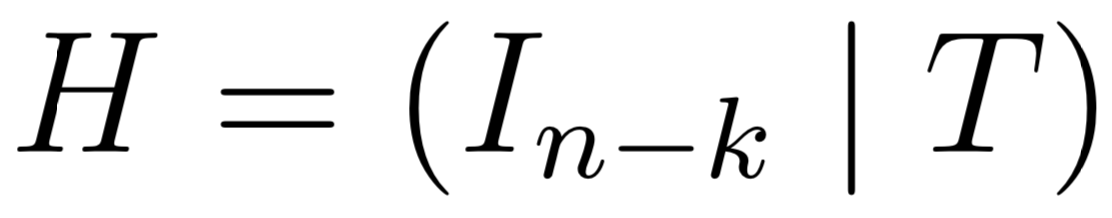 H = (I_{n−k} | T)